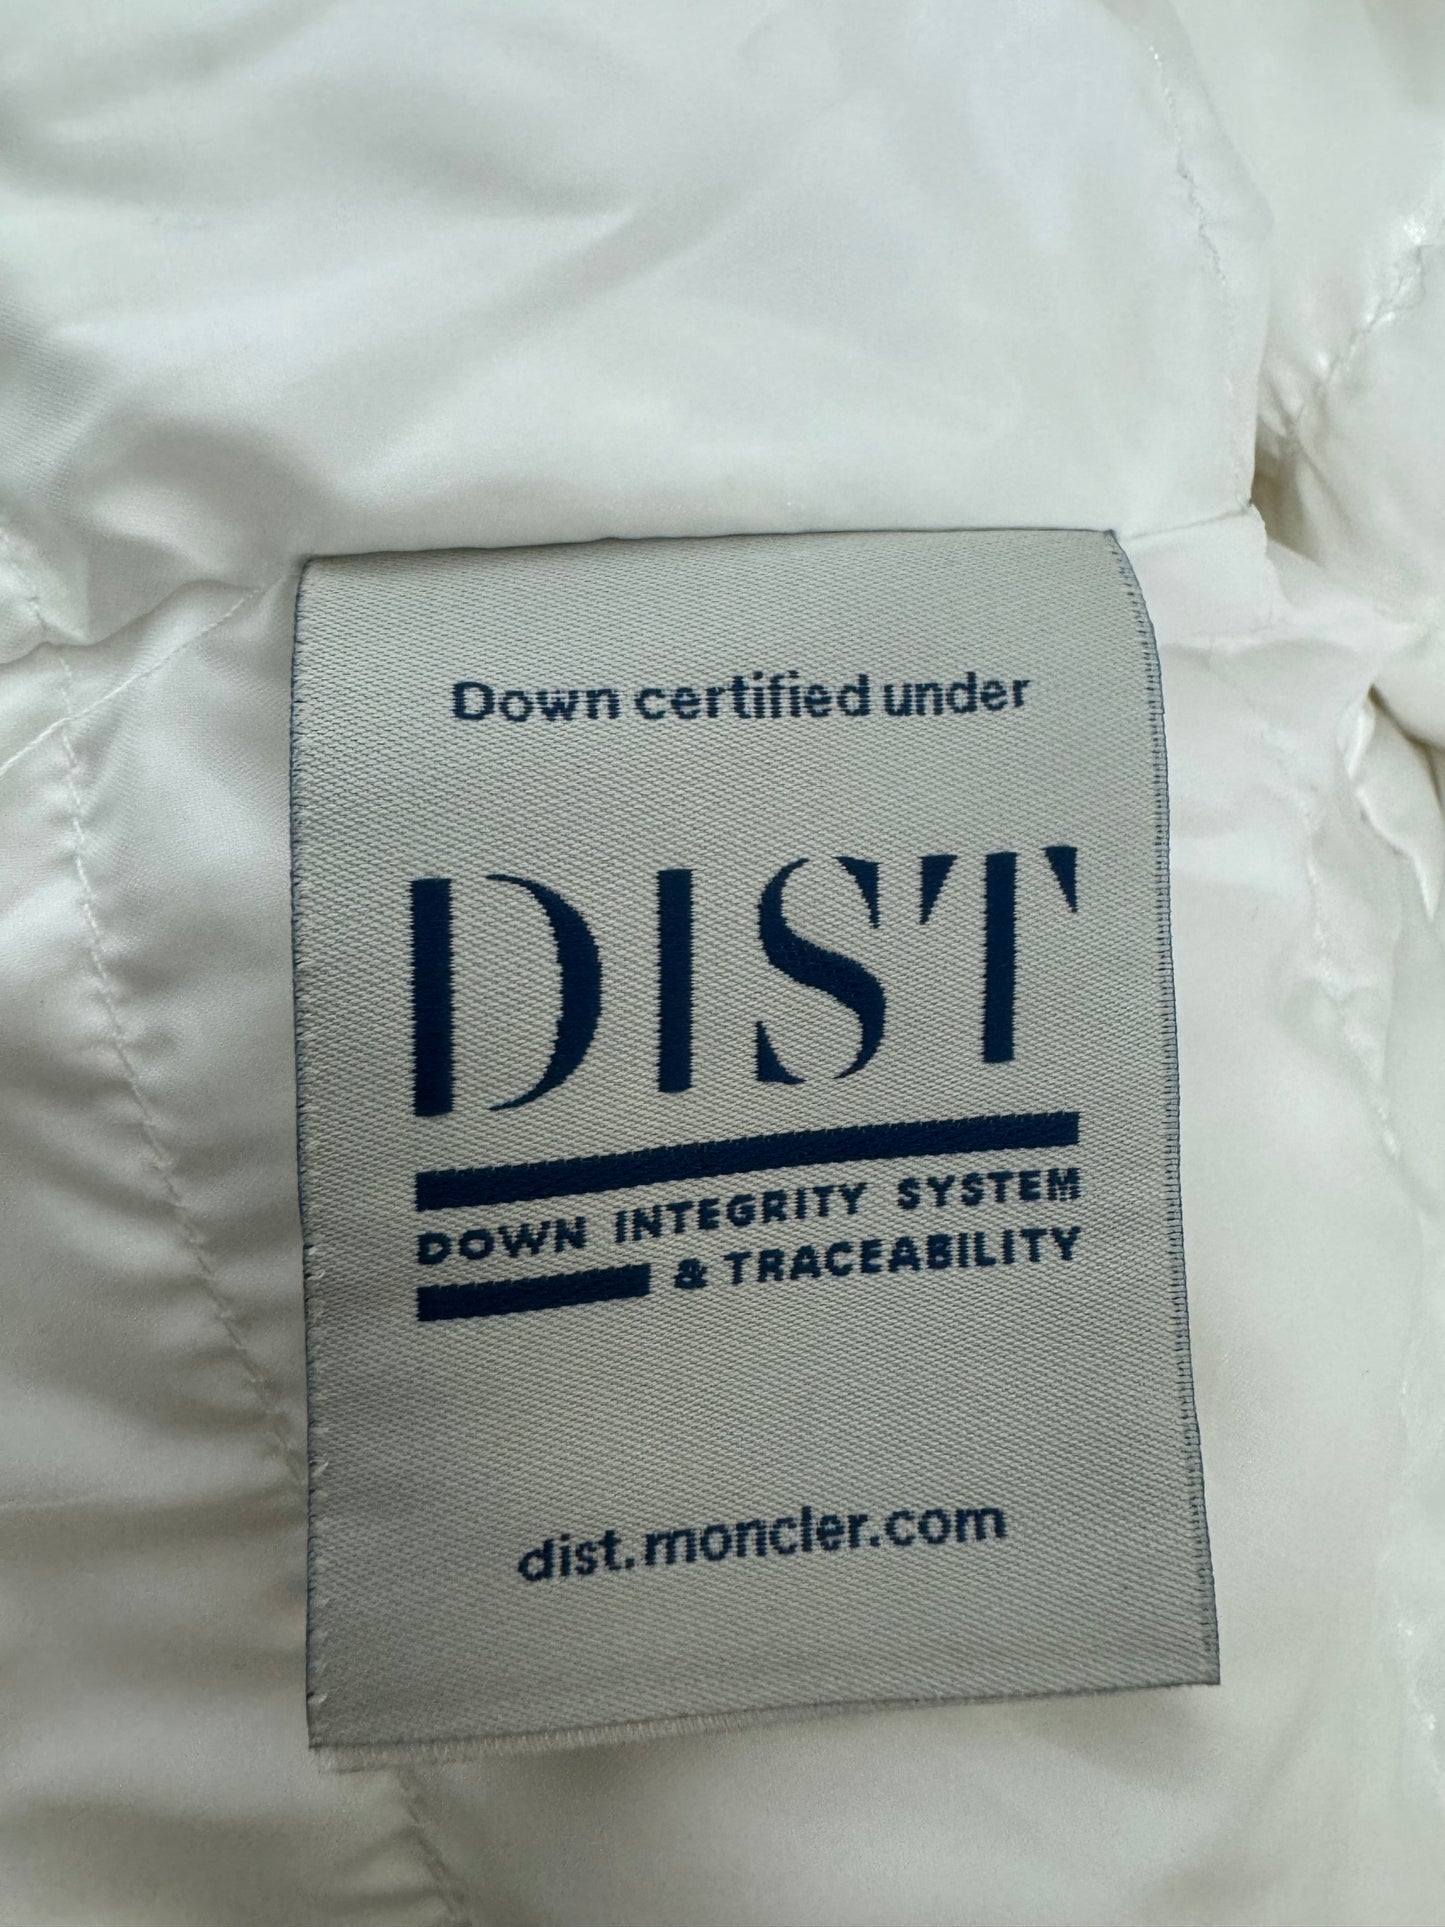 Down certified under
DIST
DOWN INTEGRITY SYSTEM
& TRACEABILITY
dist.moncler.com